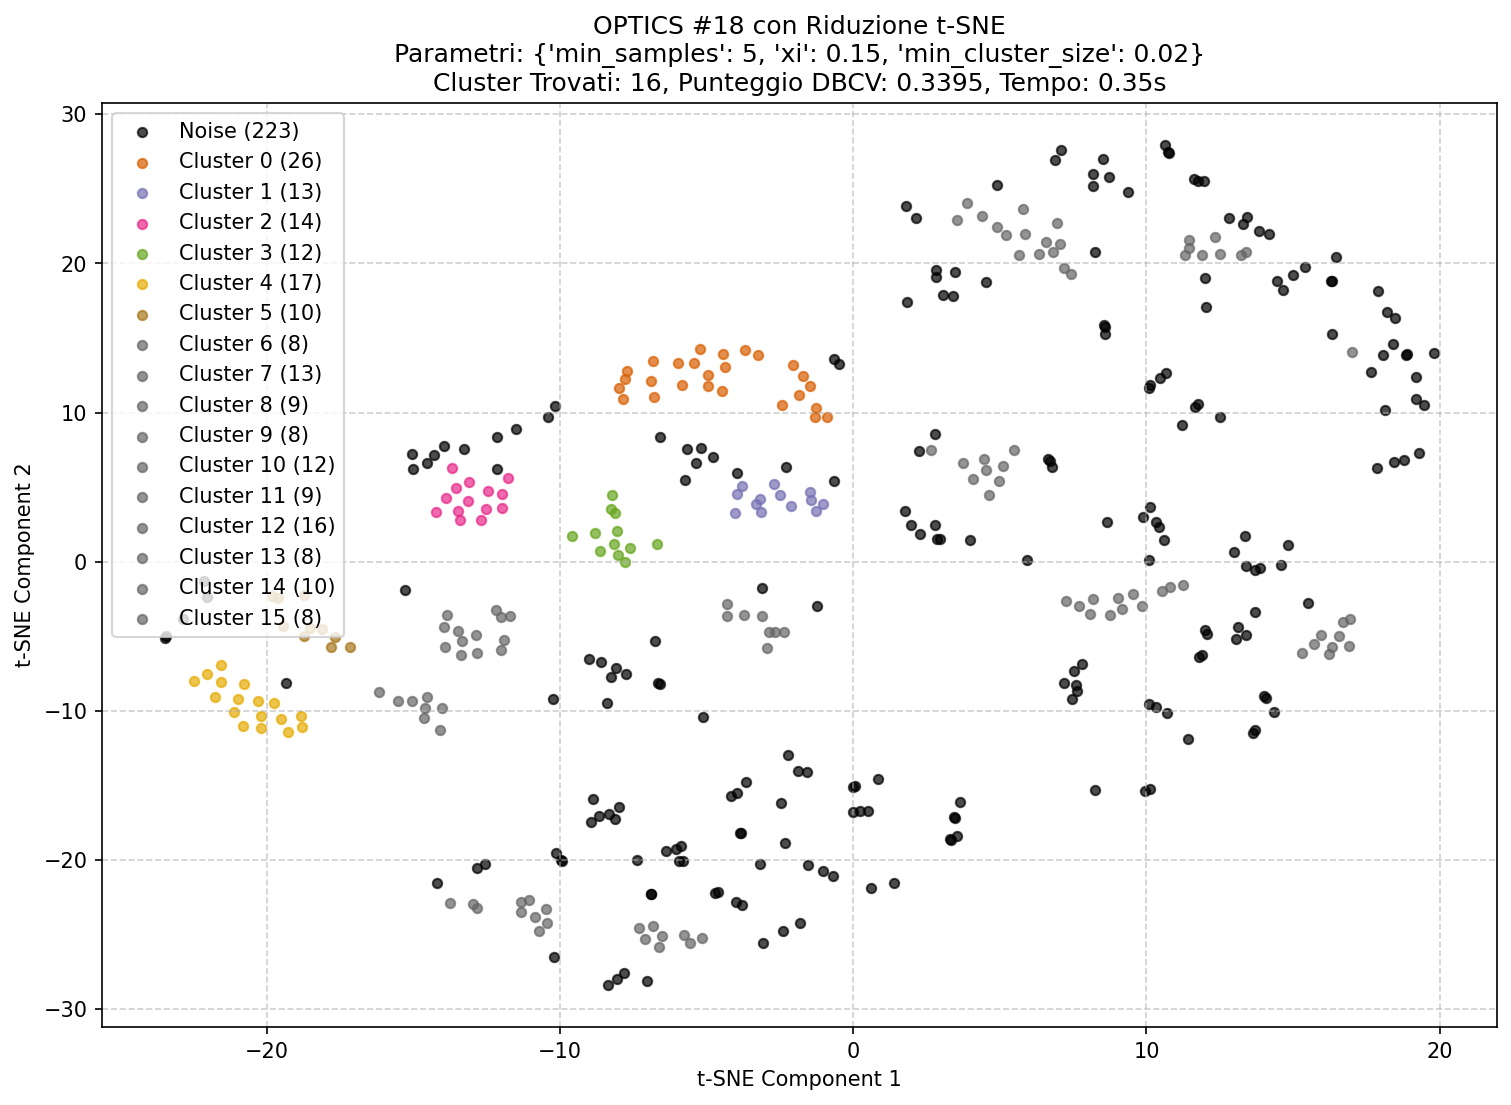 OPTICS #18 con Riduzione t-SNE
Parametri: {'min_samples': 5, 'xi': 0.15, 'min_cluster_size': 0.02}
Cluster Trovati: 16, Punteggio DBCV: 0.3395, Tempo: 0.35s
30
20
10
0
−10
−20
−30
t-SNE Component 2
Noise (223)
Cluster 0 (26)
Cluster 1 (13)
Cluster 2 (14)
Cluster 3 (12)
Cluster 4 (17)
Cluster 5 (10)
Cluster 6 (8)
Cluster 7 (13)
Cluster 8 (9)
Cluster 9 (8)
Cluster 10 (12)
Cluster 11 (9)
Cluster 12 (16)
Cluster 13 (8)
Cluster 14 (10)
Cluster 15 (8)
−20 −10 0 10 20
t-SNE Component 1